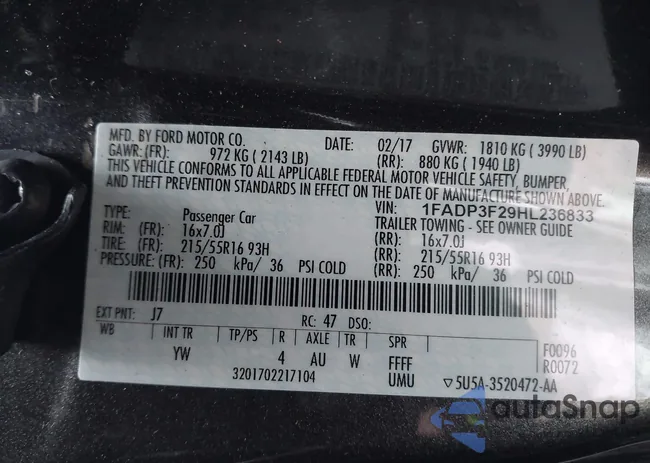 MFD. BY FORD MOTOR CO. DATE: 02/17 GVWR: 1810 KG ( 3990 LB)
GAWR: (FR): 972 KG ( 2143 LB) (RR): 880 KG ( 1940 LB)
THIS VEHICLE CONFORMS TO ALL APPLICABLE FEDERAL MOTOR VEHICLE SAFETY, BUMPER,
AND THEFT PREVENTION STANDARDS IN EFFECT ON THE DATE OF MANUFACTURE SHOWN ABOVE.
VIN: 1FADP3F29HL236833
TYPE: Passenger Car TRAILER TOWING - SEE OWNER GUIDE
RIM: (FR): 16x7.0J (RR): 16x7.0J
TIRE: (FR): 215/55R16 93H (RR): 215/55R16 93H
PRESSURE: (FR): 250 kPa/ 36 PSI COLD (RR): 250 kPa/ 36 PSI COLD
EXT PNT: J7 RC: 47 DSO:
WB INT TR TP/PS R AXLE TR SPR F0096
YW 4 AU W FFFF R0072
3201702217104 UMU ▽5U5A-3520472-AA
autoSnap